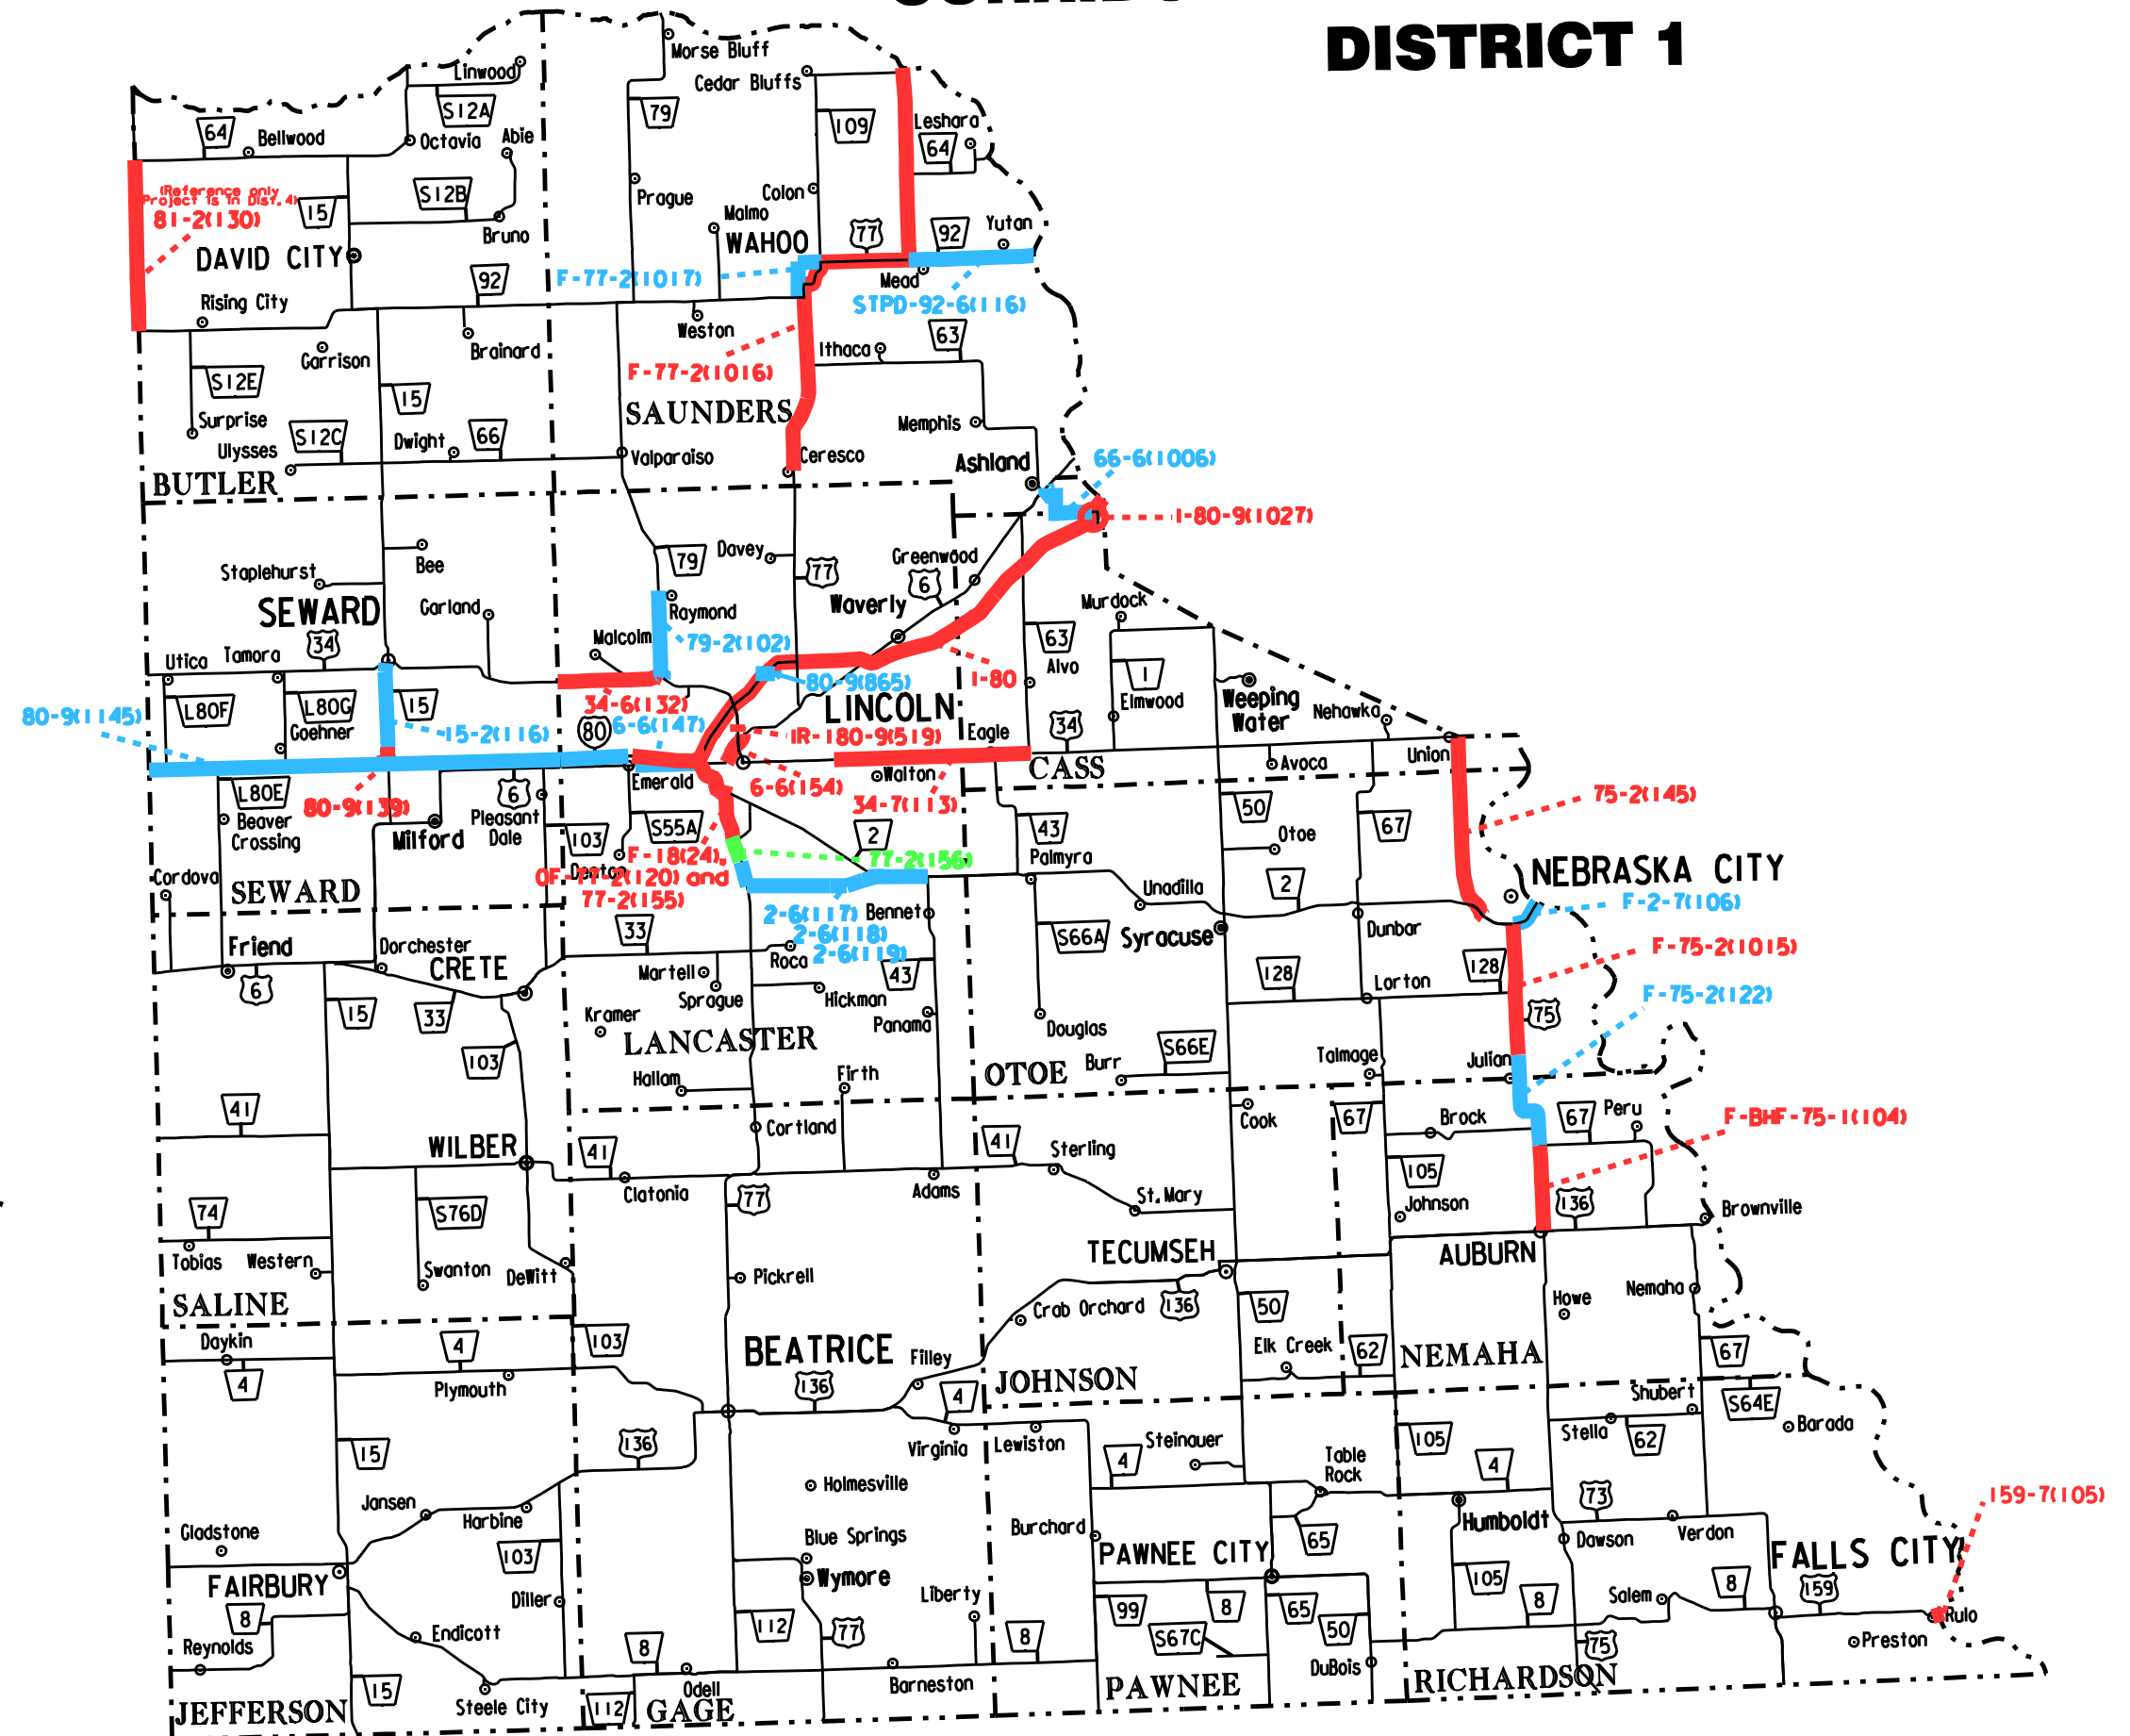 DISTRICT 1
Morse Bluff
Linwood
Cedar Bluffs
S12A
79
109
Leshara
64
Bellwood
Octavia
Abie
64
(Reference only
Project is in Dist. 4)
81-2(130)
15
S12B
Prague
Colon
Malmo
Bruno
WAHOO
77
92
Yutan
DAVID CITY
92
F-77-2(1017)
Mead
STPD-92-6(116)
Rising City
Weston
63
Garrison
Brainard
Ithaca
S12E
F-77-2(1016)
15
SAUNDERS
Surprise
S12C
Dwight
66
Memphis
Ulysses
Valparaiso
Ceresco
Ashland
66-6(1006)
BUTLER
I-80-9(1027)
Bee
79
Davey
77
Greenwood
6
Staplehurst
SEWARD
Garland
Raymond
Waverly
Murdock
34
Malcolm
79-2(102)
63
Utica
Tamora
Alvo
I-80
1
80-9(865)
L80F
L80G
15
34-6(132)
LINCOLN
Elmwood
Weeping
Water
Nehawka
80-9(1145)
Goehner
15-2(116)
80
6-6(147)
IR-180-9(519)
Eagle
34
Union
Emerald
Walton
CASS
Avoca
L80E
6
6-6(154)
34-7(113)
75-2(145)
80-9(139)
Beaver
Crossing
Milford
Pleasant
Dale
103
S55A
2
43
50
67
Otoe
Denton
F-18(24),
0F-77-2(120) and
77-2(155)
77-2(156)
Palmyra
NEBRASKA CITY
Cordova
SEWARD
2-6(117)
2-6(118)
2-6(119)
Bennet
Unadilla
2
F-2-7(106)
33
Dunbar
Friend
Dorchester
CRETE
Roca
43
S66A
Syracuse
F-75-2(1015)
6
Martell
Sprague
Hickman
128
Lorton
128
F-75-2(122)
15
33
Kramer
Panama
Douglas
75
LANCASTER
103
S66E
Talmage
Julian
Hallam
Firth
OTOE
Burr
41
Cortland
Cook
67
Brock
67
Peru
F-BHF-75-1(104)
WILBER
41
41
Sterling
105
Clatonia
Adams
St. Mary
Johnson
136
Brownville
74
S76D
77
Tobias
Western
Swanton
DeWitt
Pickrell
TECUMSEH
AUBURN
SALINE
Crab Orchard
136
50
Howe
Nemaha
Daykin
4
4
103
BEATRICE
Filley
Elk Creek
62
NEMAHA
67
Plymouth
136
4
JOHNSON
Shubert
S64E
Barada
15
136
Virginia
Lewiston
Steinauer
4
Table
Rock
105
4
Stella
62
Jansen
Harbine
Holmesville
73
159-7(105)
Gladstone
103
Blue Springs
Burchard
65
Humboldt
Dawson
Verdon
FAIRBURY
Wymore
PAWNEE CITY
FALLS CITY
8
Diller
Liberty
99
8
65
105
8
Salem
8
159
Rulo
Reynolds
Endicott
8
112
77
8
S67C
50
75
Preston
15
Steele City
Odell
Barneston
DuBois
JEFFERSON
112
GAGE
PAWNEE
RICHARDSON